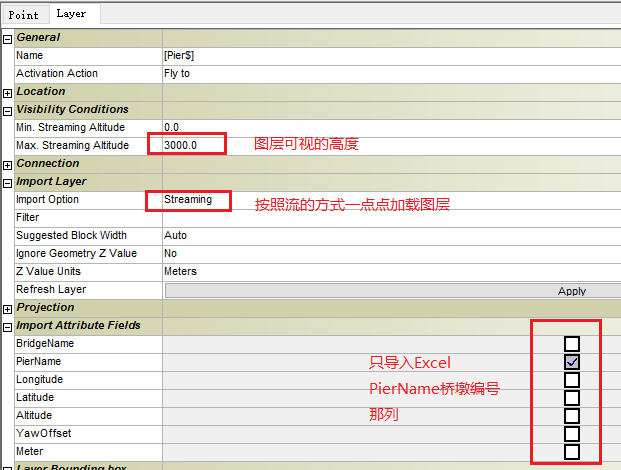 Point Layer
General
Name [Pier$]
Activation Action Fly to
Location
Visibility Conditions
Min. Streaming Altitude 0.0
Max. Streaming Altitude 3000.0 图层可视的高度
Connection
Import Layer
Import Option Streaming 按照流的方式一点点加载图层
Filter
Suggested Block Width Auto
Ignore Geometry Z Value No
Z Value Units Meters
Refresh Layer Apply
Projection
Import Attribute Fields
BridgeName
PierName 只导入Excel
Longitude PierName桥墩编号
Latitude
Altitude 那列
YawOffset
Meter
Layer Bounding box